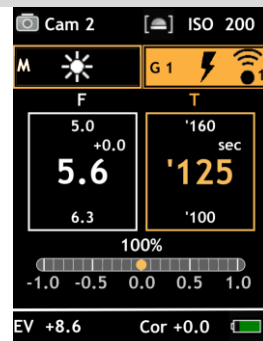 Cam 2 ISO 200
M G 1 1
F T
5.0 '160
+0.0 sec
5.6 '125
6.3 '100
100%
-1.0 -0.5 0.0 0.5 1.0
EV +8.6 Cor +0.0